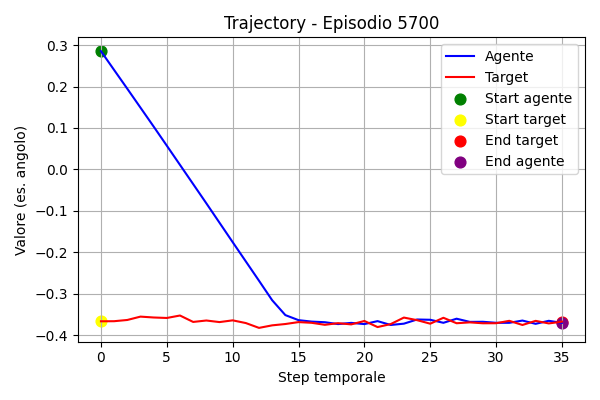 Trajectory - Episodio 5700
Agente
Target
Start agente
Start target
End target
End agente
Valore (es. angolo)
0.3
0.2
0.1
0.0
−0.1
−0.2
−0.3
−0.4
0 5 10 15 20 25 30 35
Step temporale